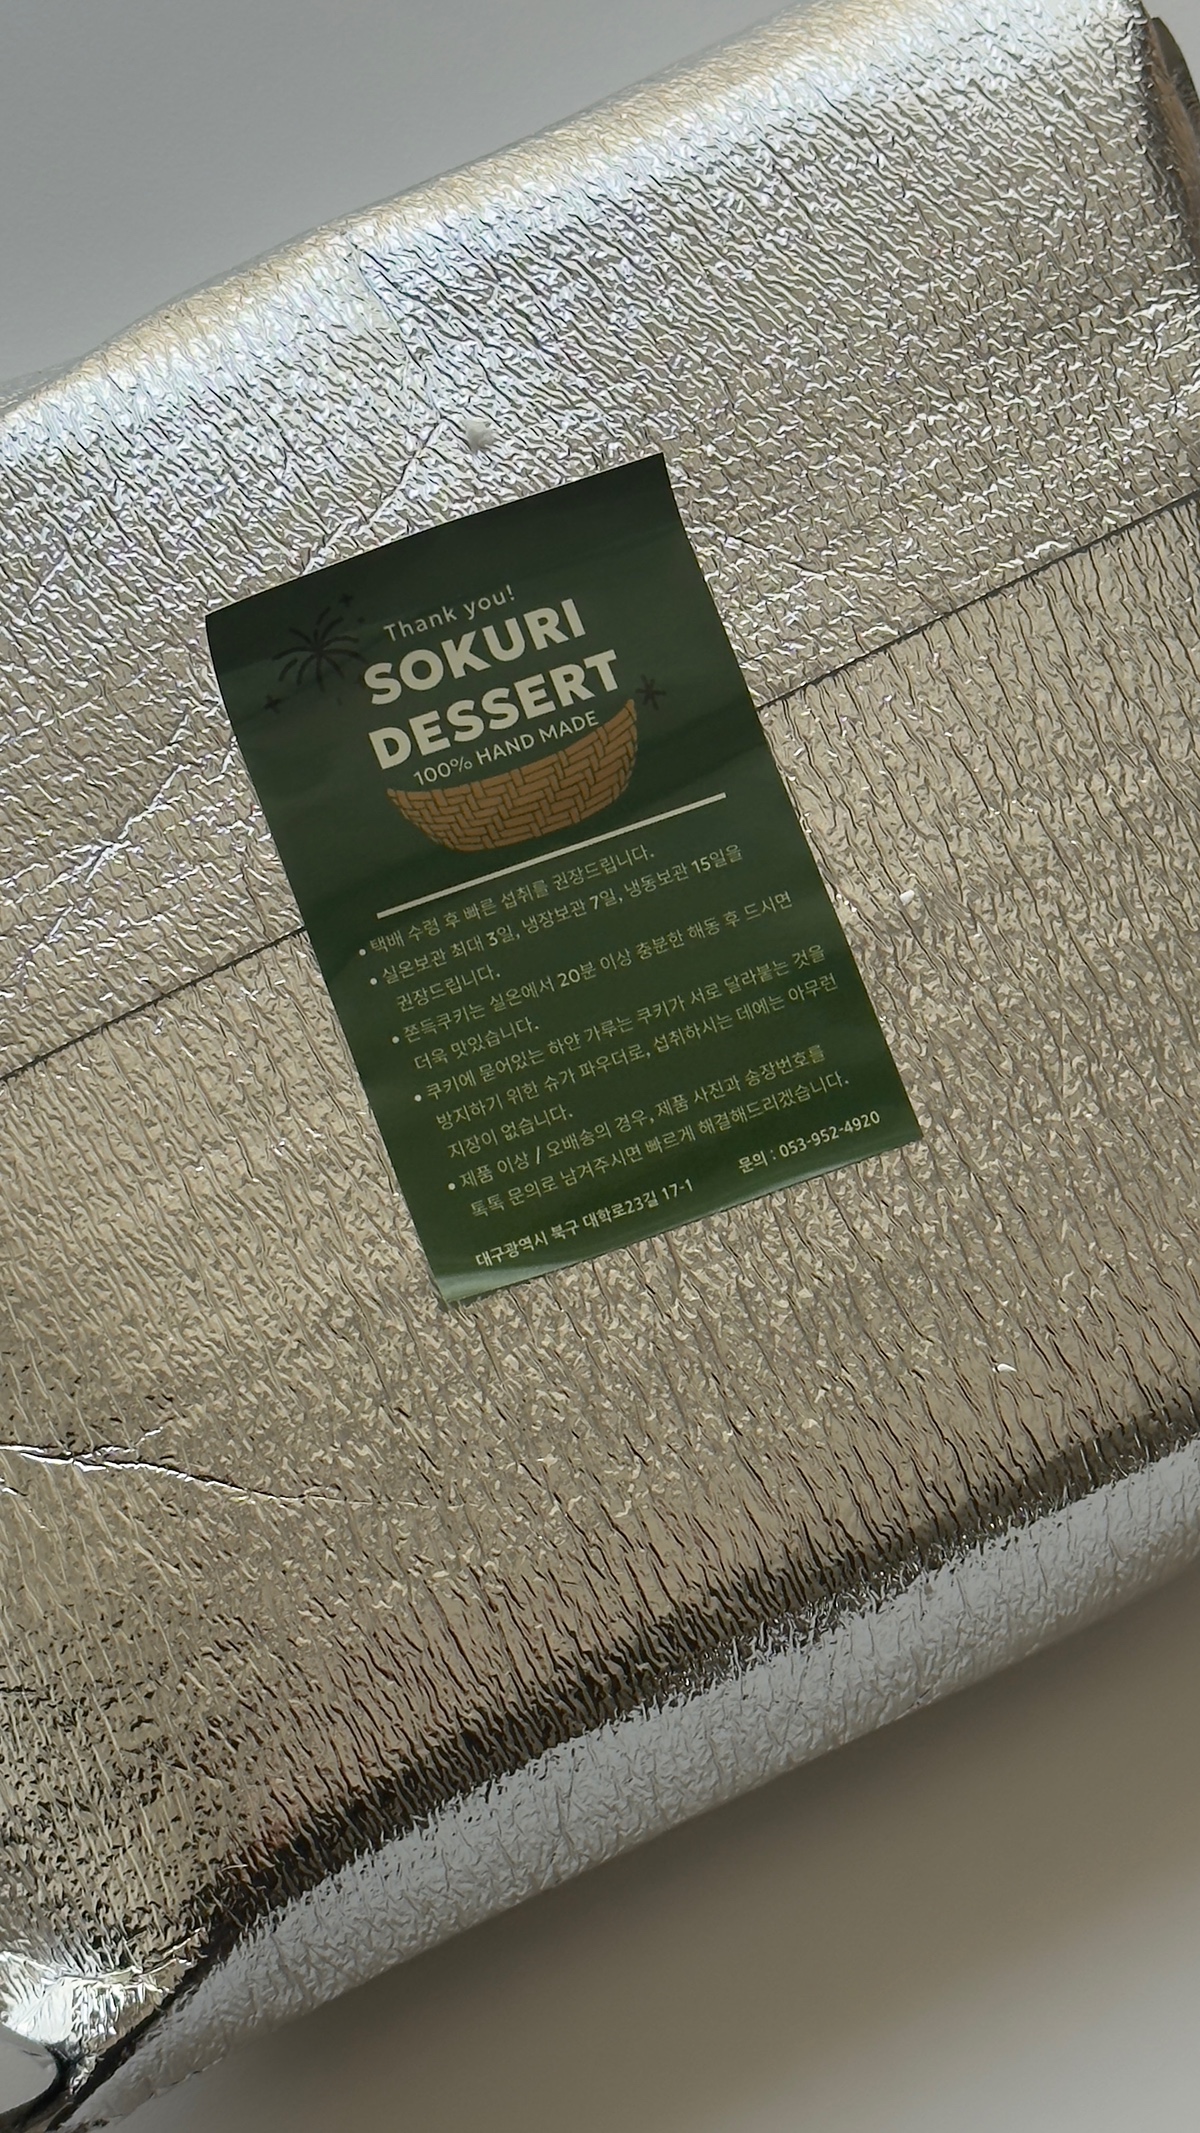 Thank you!
SOKURI
DESSERT
100% HAND MADE
• 택배 수령 후 빠른 섭취를 권장드립니다.
• 실온보관 최대 3일, 냉장보관 7일, 냉동보관 15일을
권장드립니다.
• 쫀득쿠키는 실온에서 20분 이상 충분한 해동 후 드시면
더욱 맛있습니다.
• 쿠키에 묻어있는 하얀 가루는 쿠키가 서로 달라붙는 것을
방지하기 위한 슈가 파우더로, 섭취하시는 데에는 아무런
지장이 없습니다.
• 제품 이상 / 오배송의 경우, 제품 사진과 송장번호를
톡톡 문의로 남겨주시면 빠르게 해결해드리겠습니다.
대구광역시 북구 대학로23길 17-1 문의 : 053-952-4920